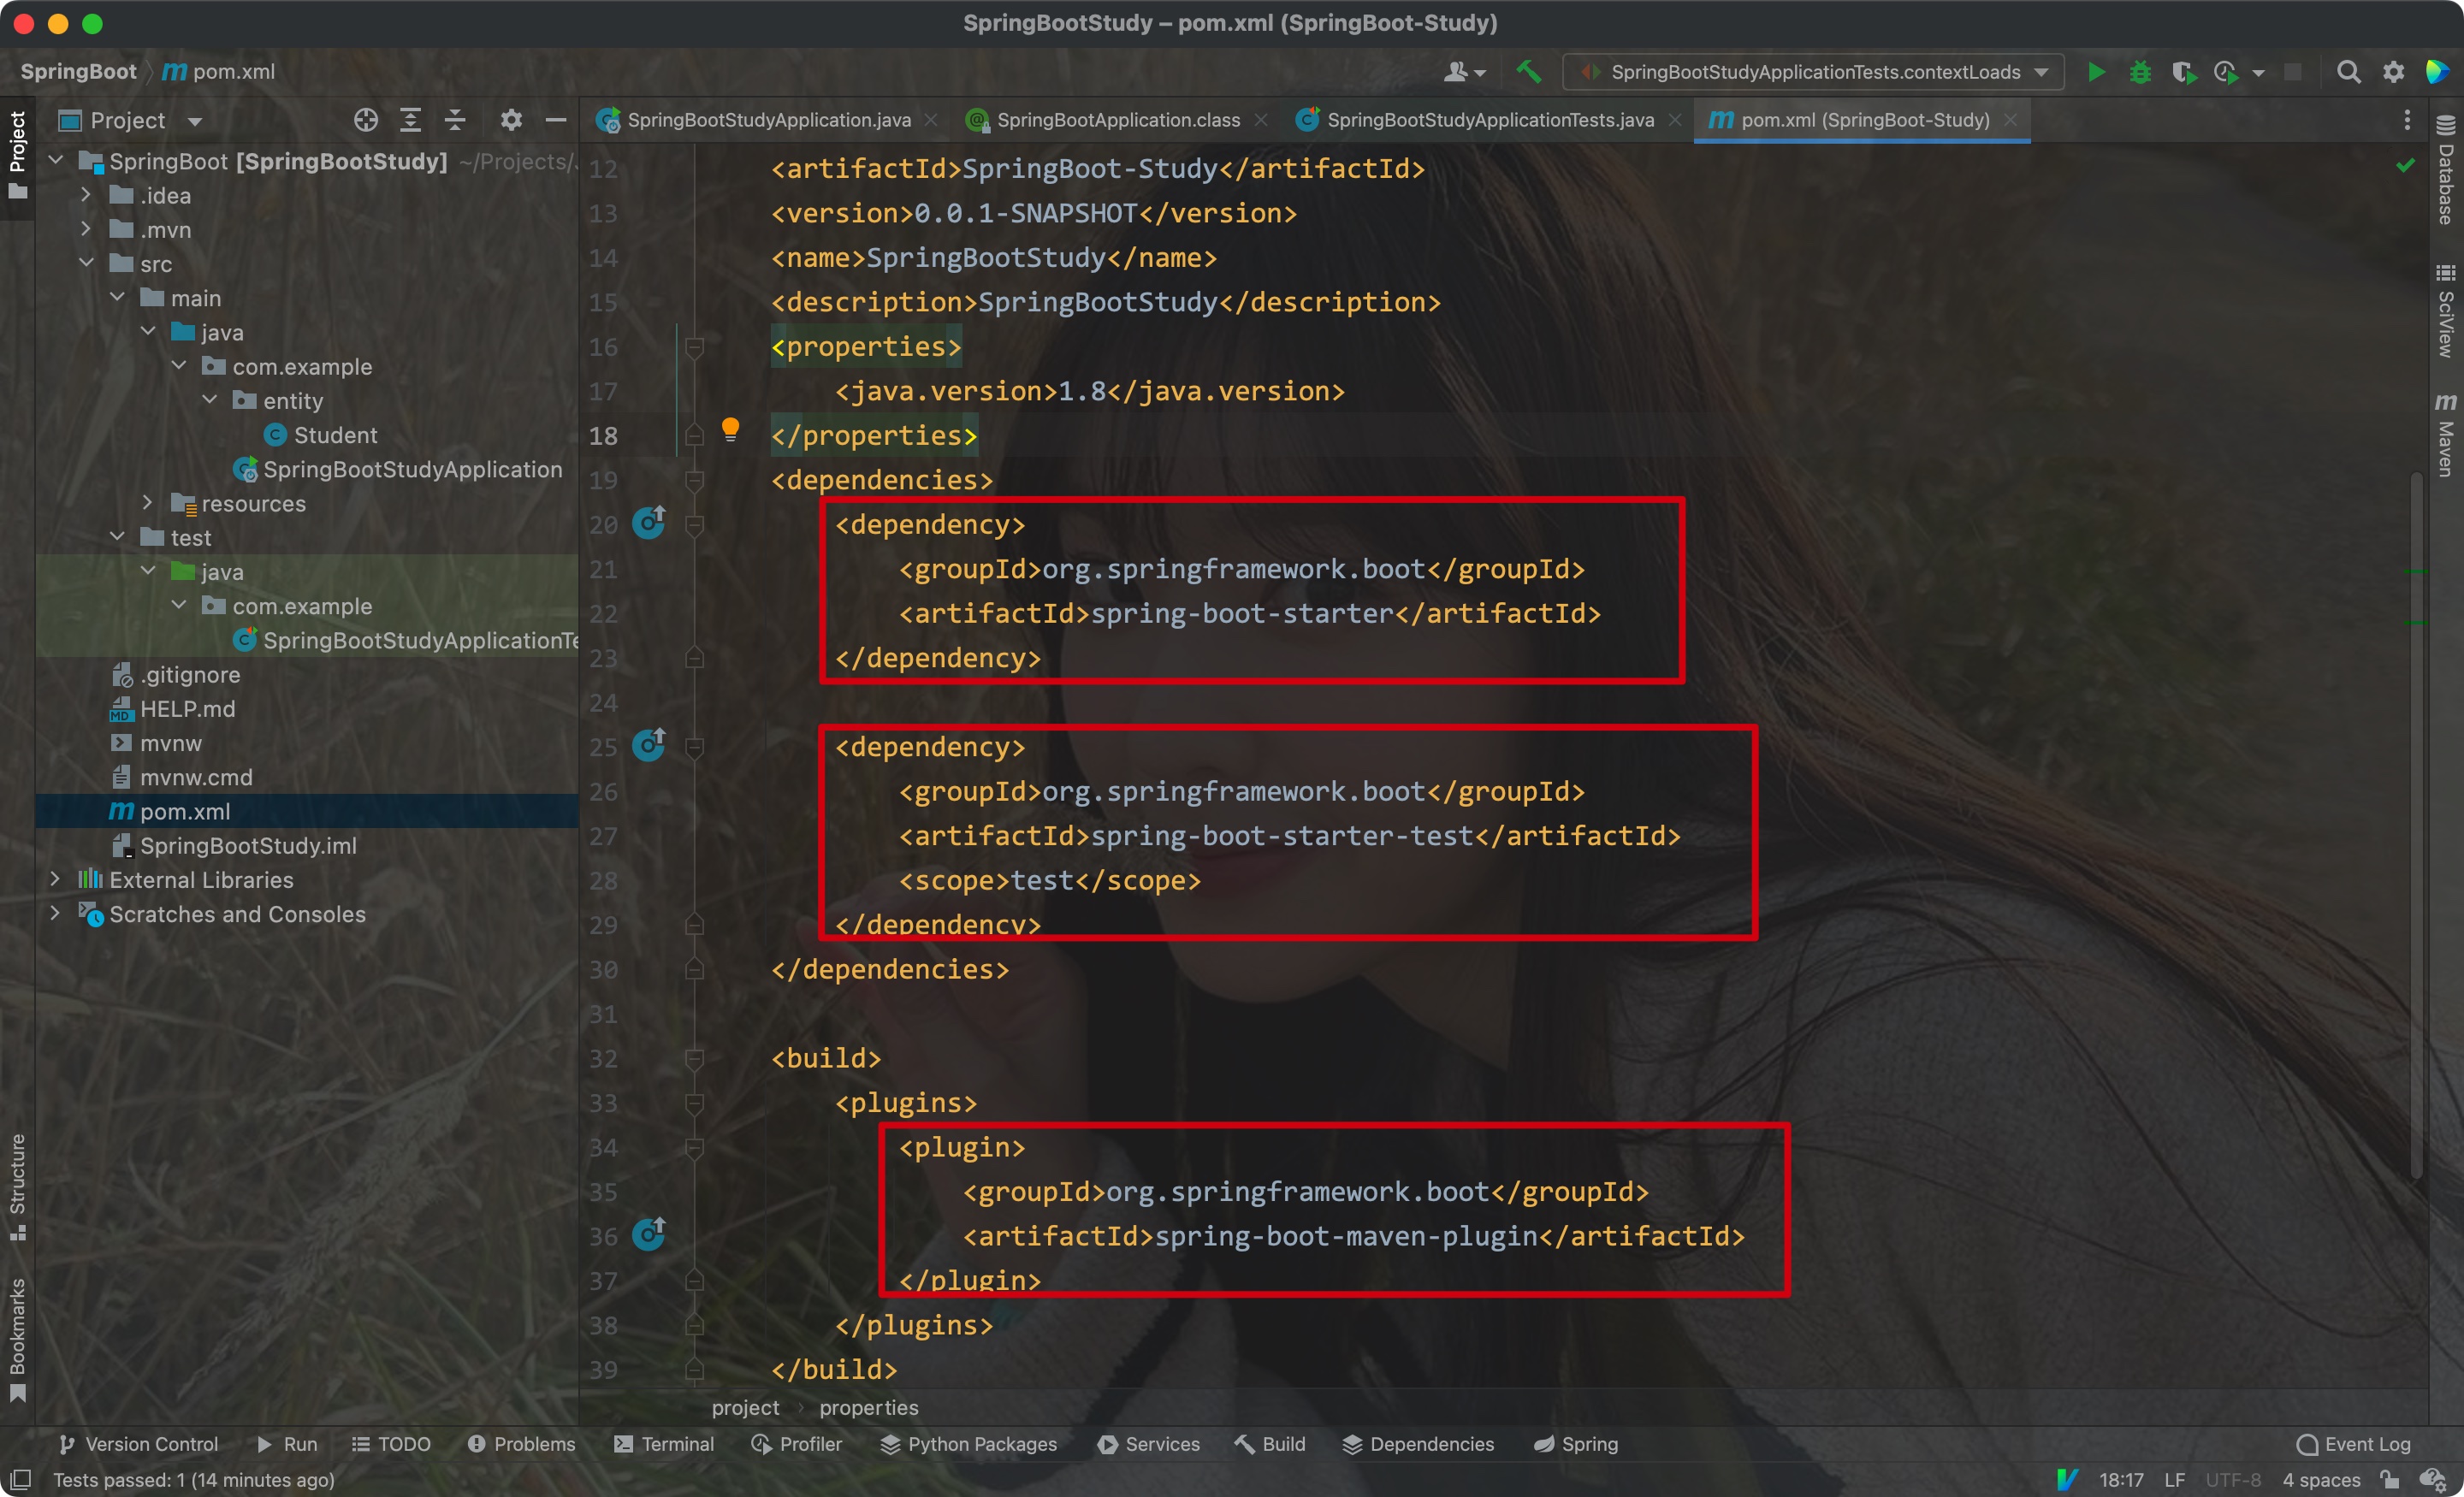 SpringBootStudy – pom.xml (SpringBoot-Study)
SpringBoot
pom.xml
SpringBootStudyApplicationTests.contextLoads
Project
Project
SpringBootStudyApplication.java
SpringBootApplication.class
SpringBootStudyApplicationTests.java
pom.xml (SpringBoot-Study)
SpringBoot [SpringBootStudy] ~/Projects/
.idea
.mvn
src
main
java
com.example
entity
Student
SpringBootStudyApplication
resources
test
java
com.example
SpringBootStudyApplicationTe
.gitignore
HELP.md
mvnw
mvnw.cmd
pom.xml
SpringBootStudy.iml
External Libraries
Scratches and Consoles
12 <artifactId>SpringBoot-Study</artifactId>
13 <version>0.0.1-SNAPSHOT</version>
14 <name>SpringBootStudy</name>
15 <description>SpringBootStudy</description>
16 <properties>
17 <java.version>1.8</java.version>
18 </properties>
19 <dependencies>
20 <dependency>
21 <groupId>org.springframework.boot</groupId>
22 <artifactId>spring-boot-starter</artifactId>
23 </dependency>
24
25 <dependency>
26 <groupId>org.springframework.boot</groupId>
27 <artifactId>spring-boot-starter-test</artifactId>
28 <scope>test</scope>
29 </dependency>
30 </dependencies>
31
32 <build>
33 <plugins>
34 <plugin>
35 <groupId>org.springframework.boot</groupId>
36 <artifactId>spring-boot-maven-plugin</artifactId>
37 </plugin>
38 </plugins>
39 </build>
project
properties
Database
SciView
Maven
Structure
Bookmarks
Version Control
Run
TODO
Problems
Terminal
Profiler
Python Packages
Services
Build
Dependencies
Spring
Event Log
Tests passed: 1 (14 minutes ago)
18:17
LF
UTF-8
4 spaces